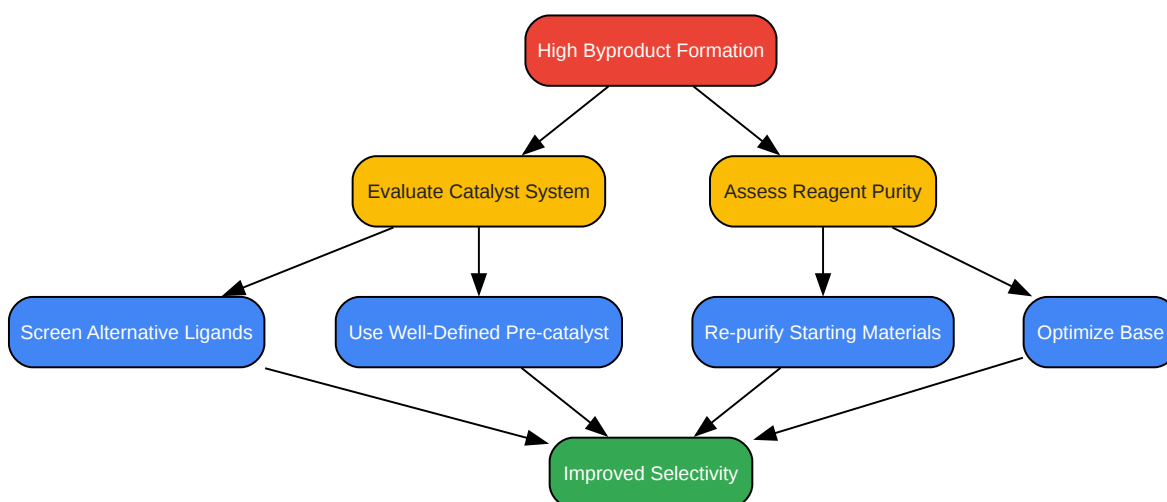 High Byproduct Formation
Evaluate Catalyst System
Assess Reagent Purity
Screen Alternative Ligands
Use Well-Defined Pre-catalyst
Re-purify Starting Materials
Optimize Base
Improved Selectivity